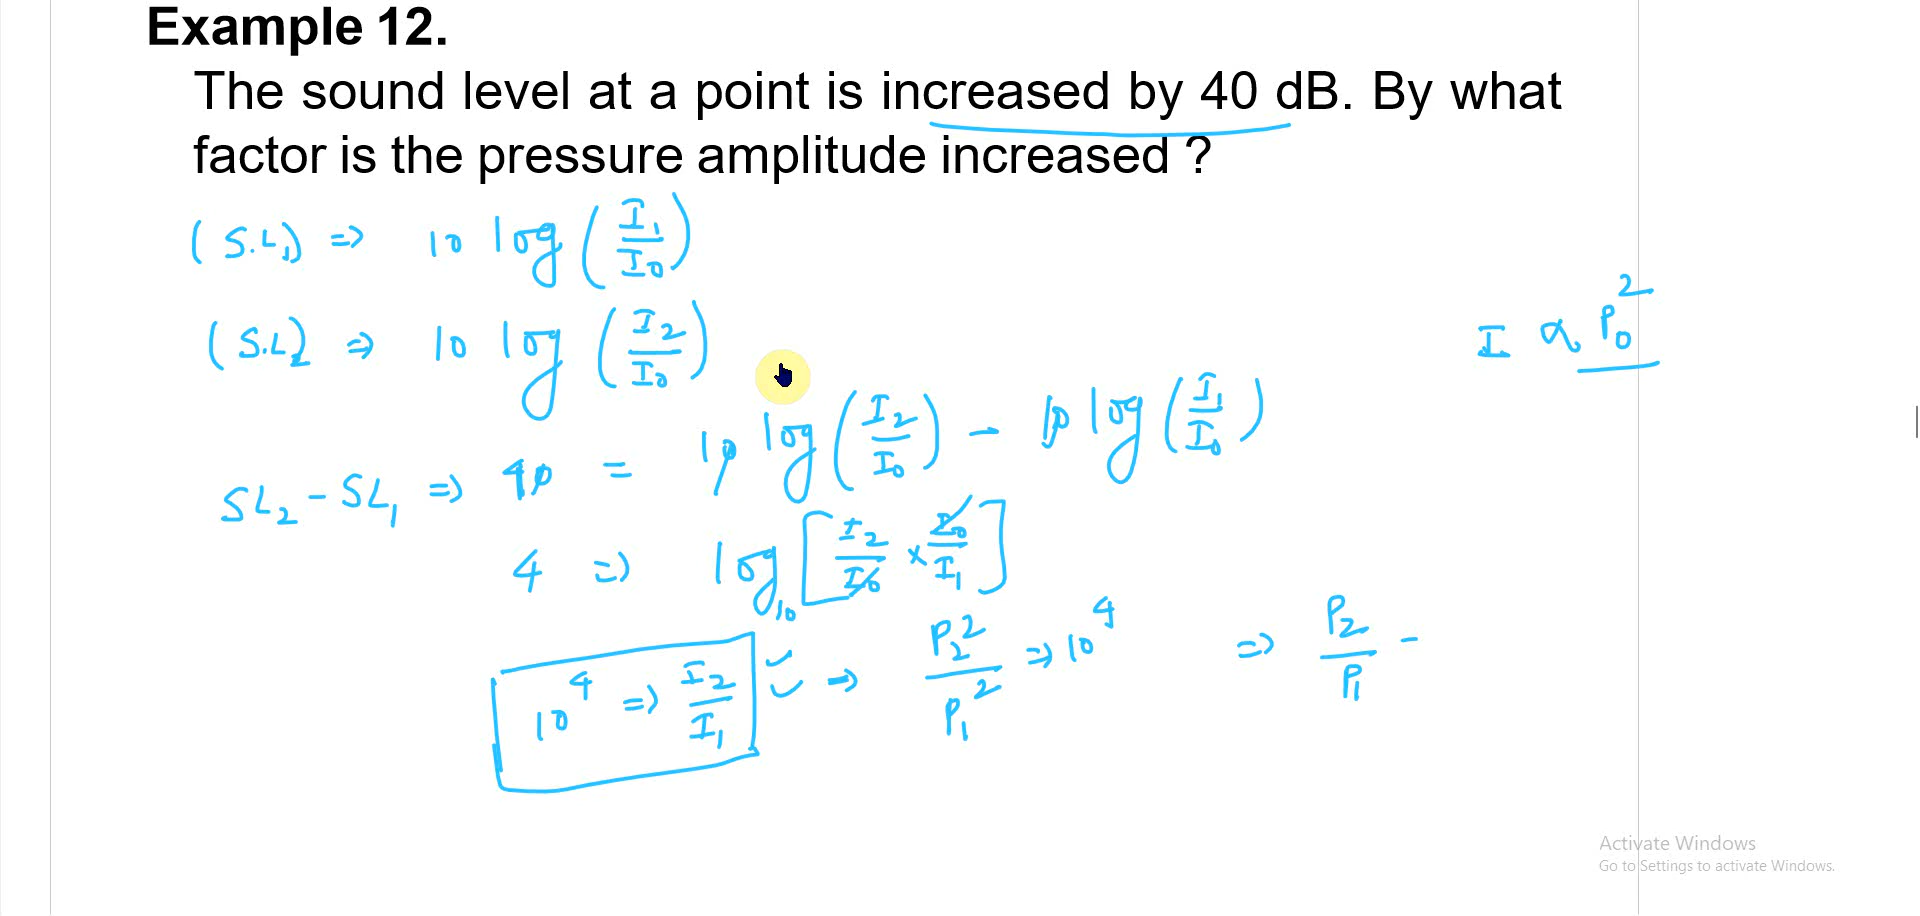 Example 12.
The sound level at a point is increased by 40 dB. By what
factor is the pressure amplitude increased ?
(S.L₁) => 10 log (I₁/I₀)
(S.L)₂ => 10 log (I₂/I₀)
I ∝ P₀²
SL₂ - SL₁ => 40 = 10 log (I₂/I₀) - 10 log (I₁/I₀)
4 => log₁₀ [I₂/I₀ × I₀/I₁]
10⁴ => I₂/I₁ → P₂²/P₁² => 10⁴ => P₂/P₁ -
Activate Windows
Go to Settings to activate Windows.